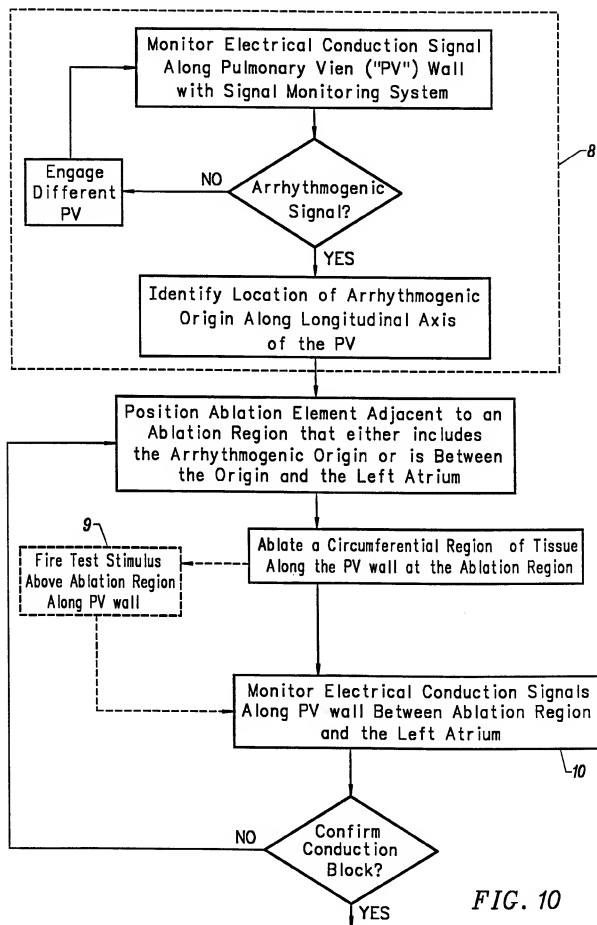 Monitor Electrical Conduction Signal
Along Pulmonary Vien ("PV") Wall
with Signal Monitoring System
8
Engage
Different
PV
NO
Arrhythmogenic
Signal?
YES
Identify Location of Arrhythmogenic
Origin Along Longitudinal Axis
of the PV
Position Ablation Element Adjacent to an
Ablation Region that either includes
the Arrhythmogenic Origin or is Between
the Origin and the Left Atrium
9
Fire Test Stimulus
Above Ablation Region
Along PV wall
Ablate a Circumferential Region of Tissue
Along the PV wall at the Ablation Region
Monitor Electrical Conduction Signals
Along PV wall Between Ablation Region
and the Left Atrium
10
NO
Confirm
Conduction
Block?
YES
FIG. 10